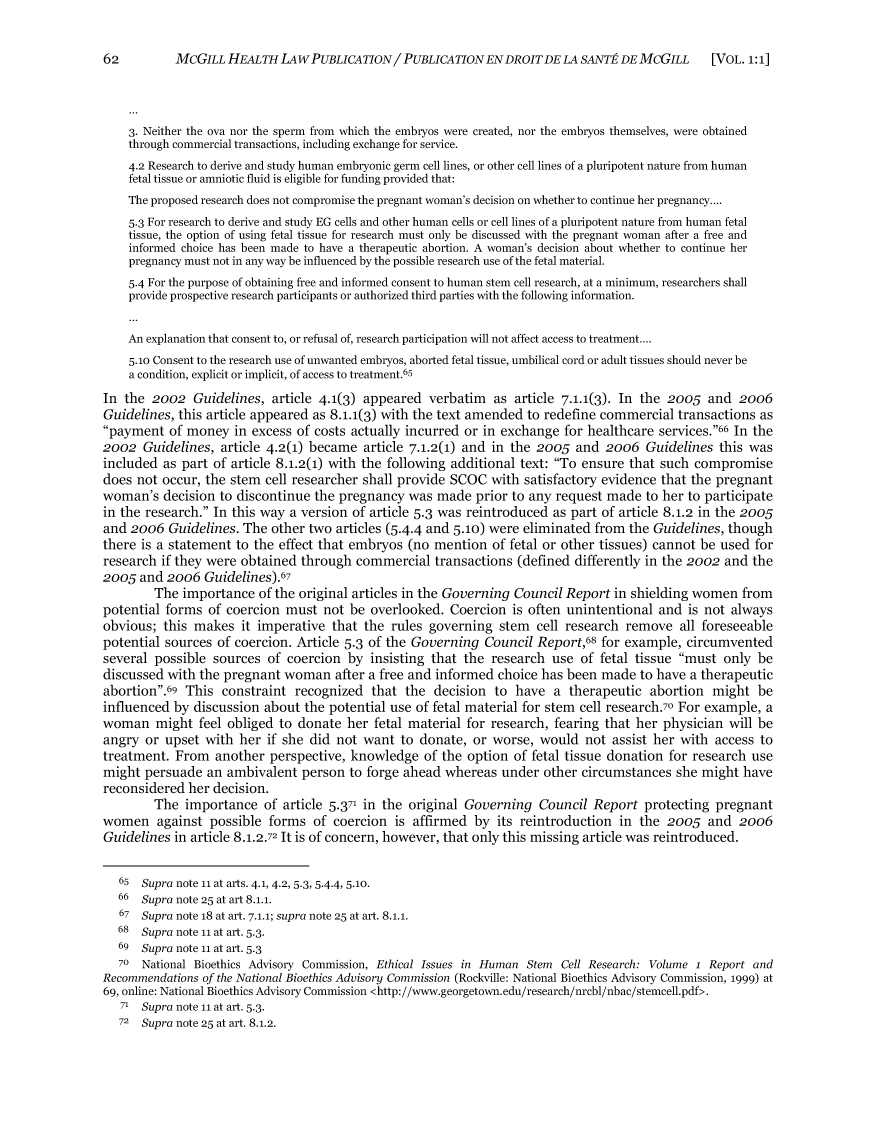 62 MCGILL HEALTH LAW PUBLICATION / PUBLICATION EN DROIT DE LA SANTÉ DE MCGILL [VOL. 1:1]
…
3. Neither the ova nor the sperm from which the embryos were created, nor the embryos themselves, were obtained
through commercial transactions, including exchange for service.
4.2 Research to derive and study human embryonic germ cell lines, or other cell lines of a pluripotent nature from human
fetal tissue or amniotic fluid is eligible for funding provided that:
The proposed research does not compromise the pregnant woman's decision on whether to continue her pregnancy….
5.3 For research to derive and study EG cells and other human cells or cell lines of a pluripotent nature from human fetal
tissue, the option of using fetal tissue for research must only be discussed with the pregnant woman after a free and
informed choice has been made to have a therapeutic abortion. A woman's decision about whether to continue her
pregnancy must not in any way be influenced by the possible research use of the fetal material.
5.4 For the purpose of obtaining free and informed consent to human stem cell research, at a minimum, researchers shall
provide prospective research participants or authorized third parties with the following information.
…
An explanation that consent to, or refusal of, research participation will not affect access to treatment….
5.10 Consent to the research use of unwanted embryos, aborted fetal tissue, umbilical cord or adult tissues should never be
a condition, explicit or implicit, of access to treatment.65
In the 2002 Guidelines, article 4.1(3) appeared verbatim as article 7.1.1(3). In the 2005 and 2006
Guidelines, this article appeared as 8.1.1(3) with the text amended to redefine commercial transactions as
“payment of money in excess of costs actually incurred or in exchange for healthcare services.”66 In the
2002 Guidelines, article 4.2(1) became article 7.1.2(1) and in the 2005 and 2006 Guidelines this was
included as part of article 8.1.2(1) with the following additional text: “To ensure that such compromise
does not occur, the stem cell researcher shall provide SCOC with satisfactory evidence that the pregnant
woman's decision to discontinue the pregnancy was made prior to any request made to her to participate
in the research.” In this way a version of article 5.3 was reintroduced as part of article 8.1.2 in the 2005
and 2006 Guidelines. The other two articles (5.4.4 and 5.10) were eliminated from the Guidelines, though
there is a statement to the effect that embryos (no mention of fetal or other tissues) cannot be used for
research if they were obtained through commercial transactions (defined differently in the 2002 and the
2005 and 2006 Guidelines).67
The importance of the original articles in the Governing Council Report in shielding women from
potential forms of coercion must not be overlooked. Coercion is often unintentional and is not always
obvious; this makes it imperative that the rules governing stem cell research remove all foreseeable
potential sources of coercion. Article 5.3 of the Governing Council Report,68 for example, circumvented
several possible sources of coercion by insisting that the research use of fetal tissue “must only be
discussed with the pregnant woman after a free and informed choice has been made to have a therapeutic
abortion”.69 This constraint recognized that the decision to have a therapeutic abortion might be
influenced by discussion about the potential use of fetal material for stem cell research.70 For example, a
woman might feel obliged to donate her fetal material for research, fearing that her physician will be
angry or upset with her if she did not want to donate, or worse, would not assist her with access to
treatment. From another perspective, knowledge of the option of fetal tissue donation for research use
might persuade an ambivalent person to forge ahead whereas under other circumstances she might have
reconsidered her decision.
The importance of article 5.371 in the original Governing Council Report protecting pregnant
women against possible forms of coercion is affirmed by its reintroduction in the 2005 and 2006
Guidelines in article 8.1.2.72 It is of concern, however, that only this missing article was reintroduced.
65 Supra note 11 at arts. 4.1, 4.2, 5.3, 5.4.4, 5.10.
66 Supra note 25 at art 8.1.1.
67 Supra note 18 at art. 7.1.1; supra note 25 at art. 8.1.1.
68 Supra note 11 at art. 5.3.
69 Supra note 11 at art. 5.3
70 National Bioethics Advisory Commission, Ethical Issues in Human Stem Cell Research: Volume 1 Report and
Recommendations of the National Bioethics Advisory Commission (Rockville: National Bioethics Advisory Commission, 1999) at
69, online: National Bioethics Advisory Commission <http://www.georgetown.edu/research/nrcbl/nbac/stemcell.pdf>.
71 Supra note 11 at art. 5.3.
72 Supra note 25 at art. 8.1.2.